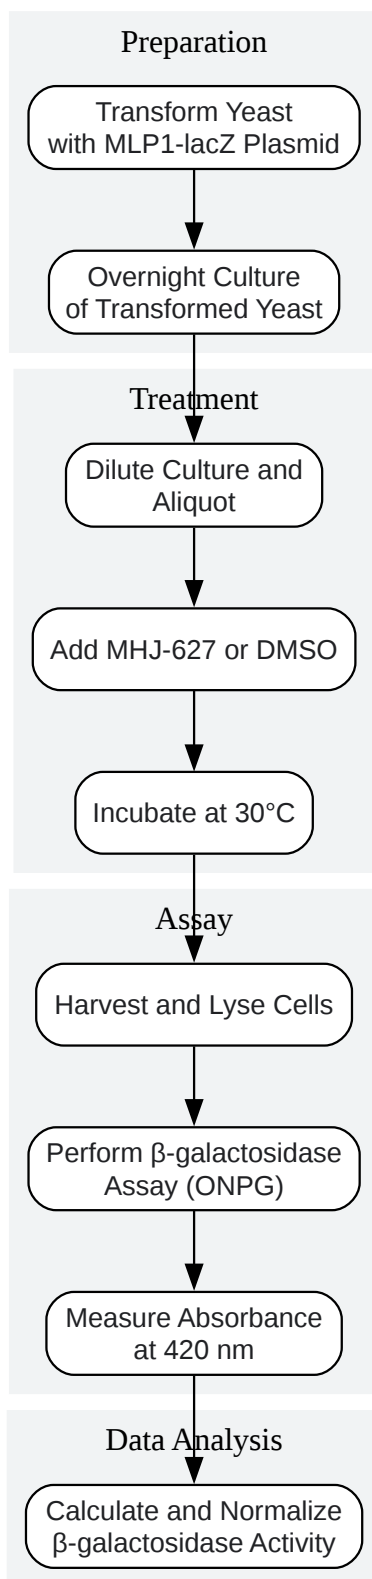 Preparation
Transform Yeast
with MLP1-lacZ Plasmid
Overnight Culture
of Transformed Yeast
Treatment
Dilute Culture and
Aliquot
Add MHJ-627 or DMSO
Incubate at 30°C
Assay
Harvest and Lyse Cells
Perform β-galactosidase
Assay (ONPG)
Measure Absorbance
at 420 nm
Data Analysis
Calculate and Normalize
β-galactosidase Activity